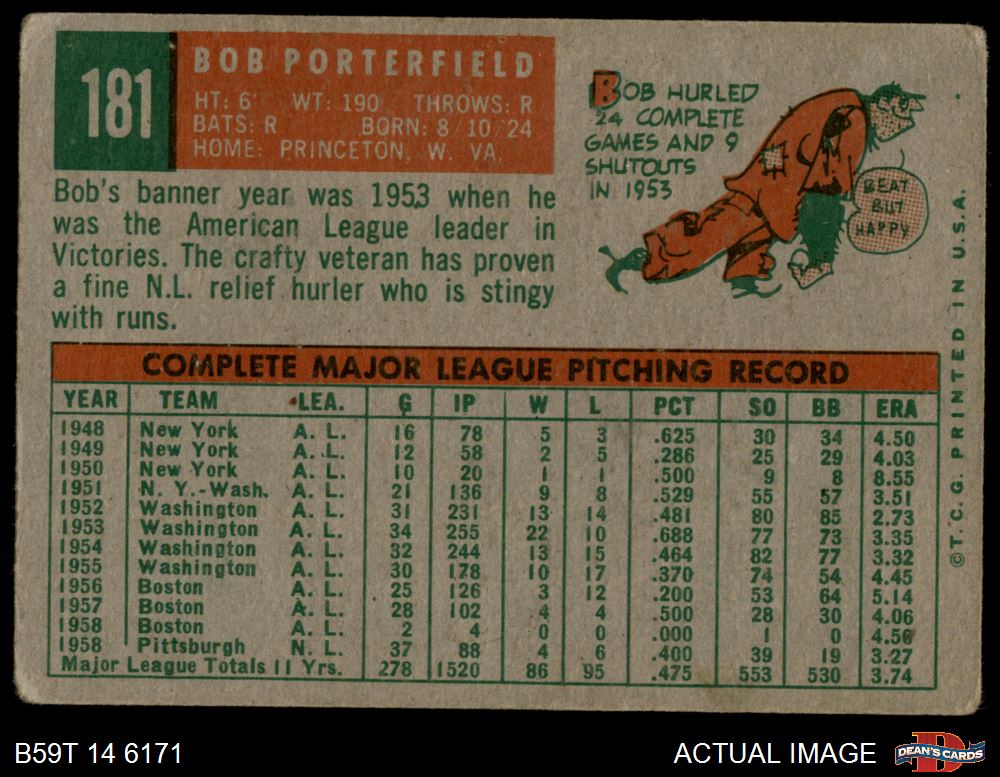 181
BOB PORTERFIELD
HT: 6' WT: 190 THROWS: R
BATS: R BORN: 8/10/24
HOME: PRINCETON, W. VA.
BOB HURLED
24 COMPLETE
GAMES AND 9
SHUTOUTS
IN 1953
BEAT
BUT
HAPPY
Bob's banner year was 1953 when he
was the American League leader in
Victories. The crafty veteran has proven
a fine N.L. relief hurler who is stingy
with runs.
COMPLETE MAJOR LEAGUE PITCHING RECORD
YEAR TEAM LEA. G IP W L PCT SO BB ERA
1948 New York A. L. 16 78 5 3 .625 30 34 4.50
1949 New York A. L. 12 58 2 5 .286 25 29 4.03
1950 New York A. L. 10 20 1 1 .500 9 8 8.55
1951 N. Y.-Wash. A. L. 21 136 9 8 .529 55 57 3.51
1952 Washington A. L. 31 231 13 14 .481 80 85 2.73
1953 Washington A. L. 34 255 22 10 .688 77 73 3.35
1954 Washington A. L. 32 244 13 15 .464 82 77 3.32
1955 Washington A. L. 30 178 10 17 .370 74 54 4.45
1956 Boston A. L. 25 126 3 12 .200 53 64 5.14
1957 Boston A. L. 28 102 4 4 .500 28 30 4.06
1958 Boston A. L. 2 4 0 0 .000 1 0 4.50
1958 Pittsburgh N. L. 37 88 4 6 .400 39 19 3.27
Major League Totals 11 Yrs. 278 1520 86 95 .475 553 530 3.74
© T. C. G. PRINTED IN U.S.A.
B59T 14 6171
ACTUAL IMAGE
D
DEAN'S CARDS